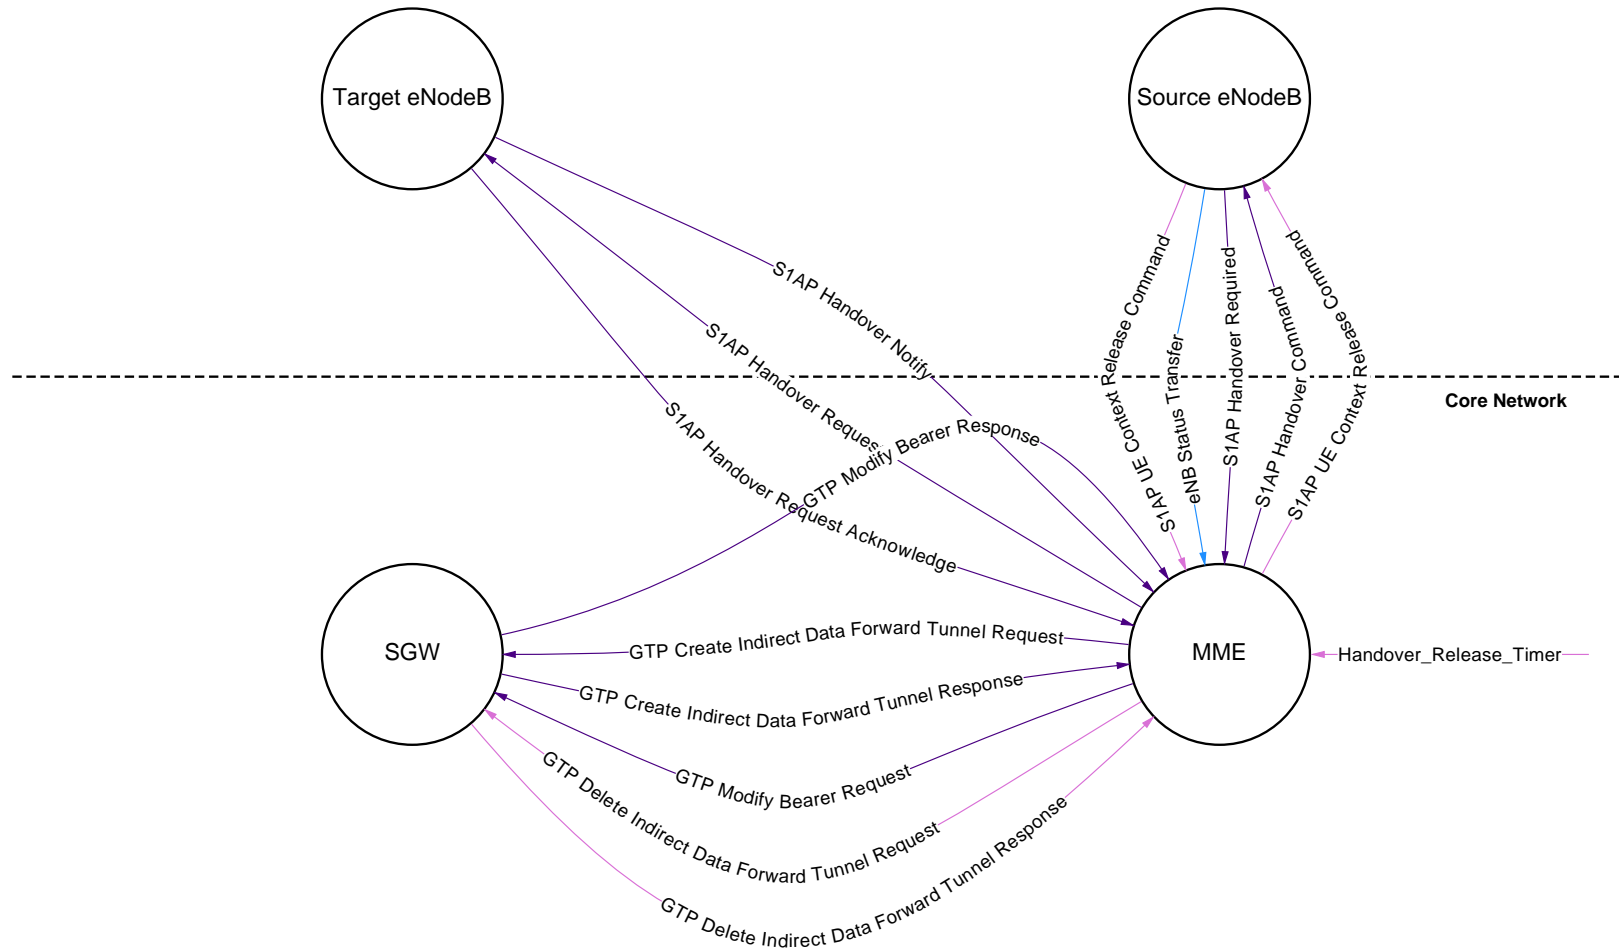 Target eNodeB
Source eNodeB
S1AP Handover Notify
S1AP Handover Request
S1AP Handover Request Acknowledge
S1AP UE Context Release Command
eNB Status Transfer
S1AP Handover Required
S1AP Handover Command
S1AP UE Context Release Command
Core Network
GTP Modify Bearer Response
SGW
MME
GTP Create Indirect Data Forward Tunnel Request
Handover_Release_Timer
GTP Create Indirect Data Forward Tunnel Response
GTP Modify Bearer Request
GTP Delete Indirect Data Forward Tunnel Request
GTP Delete Indirect Data Forward Tunnel Response